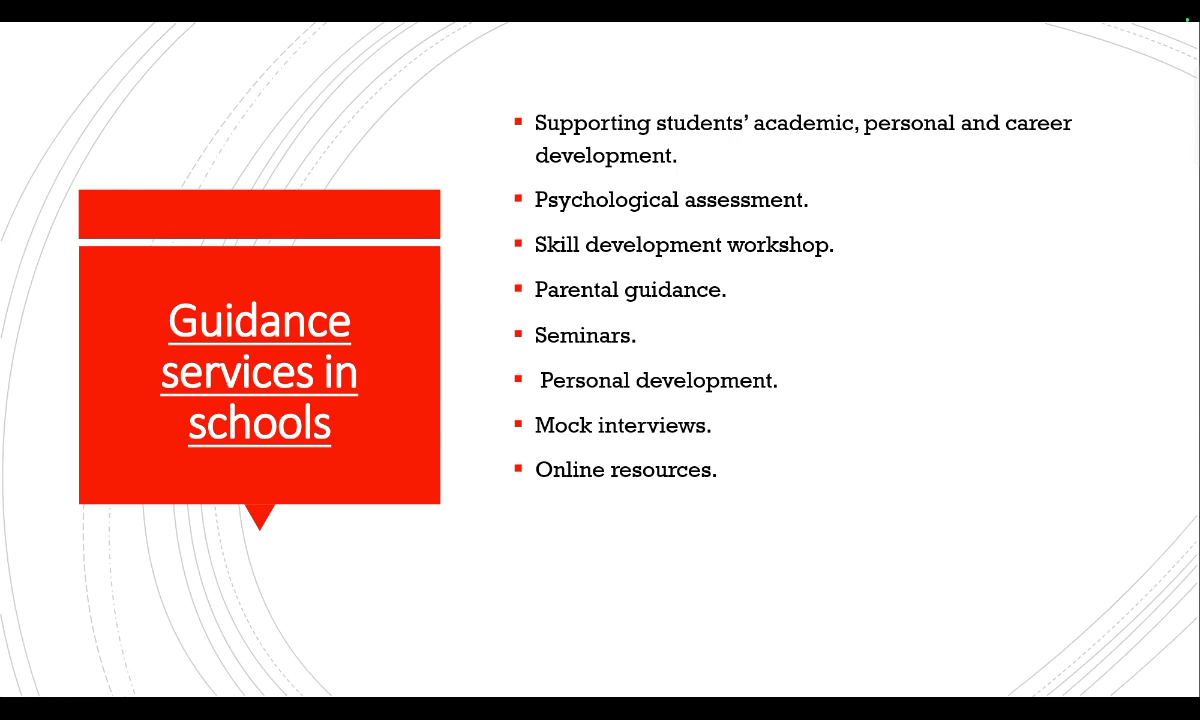 Guidance
services in
schools
Supporting students’ academic, personal and career
development.
Psychological assessment.
Skill development workshop.
Parental guidance.
Seminars.
Personal development.
Mock interviews.
Online resources.